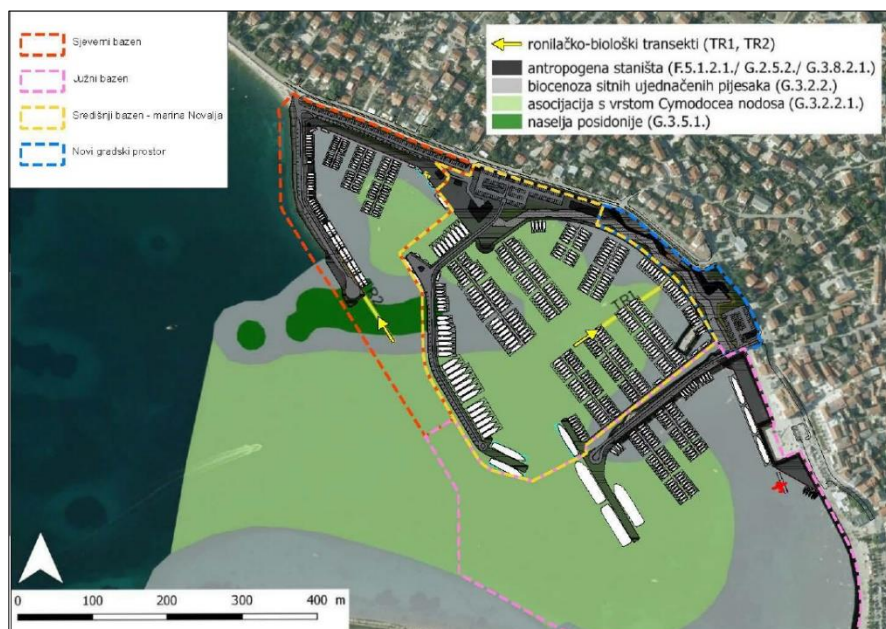 Sjeverni bazen
Južni bazen
Središnji bazen - marina Novalja
Novi gradski prostor
ronilačko-biološki transekti (TR1, TR2)
antropogena staništa (F.5.1.2.1./ G.2.5.2./ G.3.8.2.1.)
biocenoza sitnih ujednačenih pijesaka (G.3.2.2.)
asocijacija s vrstom Cymodocea nodosa (G.3.2.2.1.)
naselja posidonije (G.3.5.1.)
TR2
TR1
0 100 200 300 400 m